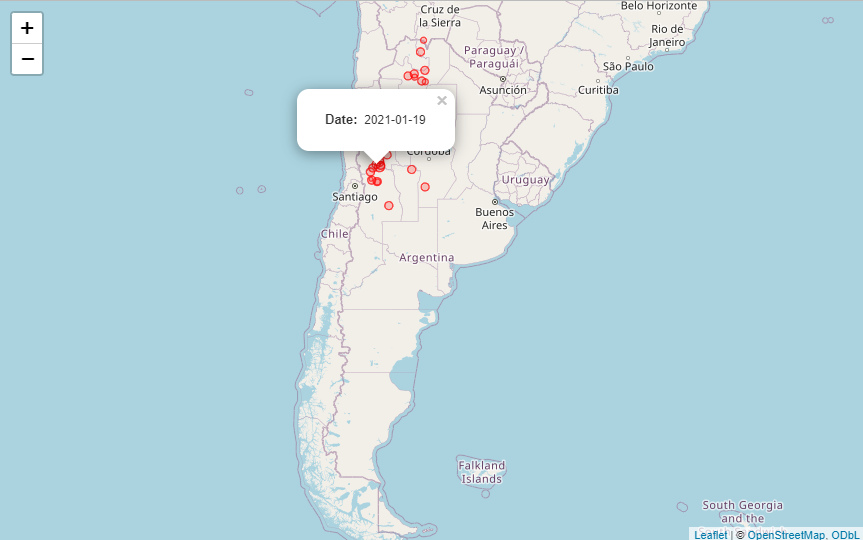 +
−
Cruz de
la Sierra
Belo Horizonte
Rio de
Janeiro
Paraguay /
Paraguái
São Paulo
Asunción
Curitiba
×
Date: 2021-01-19
Córdoba
Uruguay
Santiago
Buenos
Aires
Chile
Argentina
Falkland
Islands
South Georgia
and the
Leaflet | © OpenStreetMap, ODbL